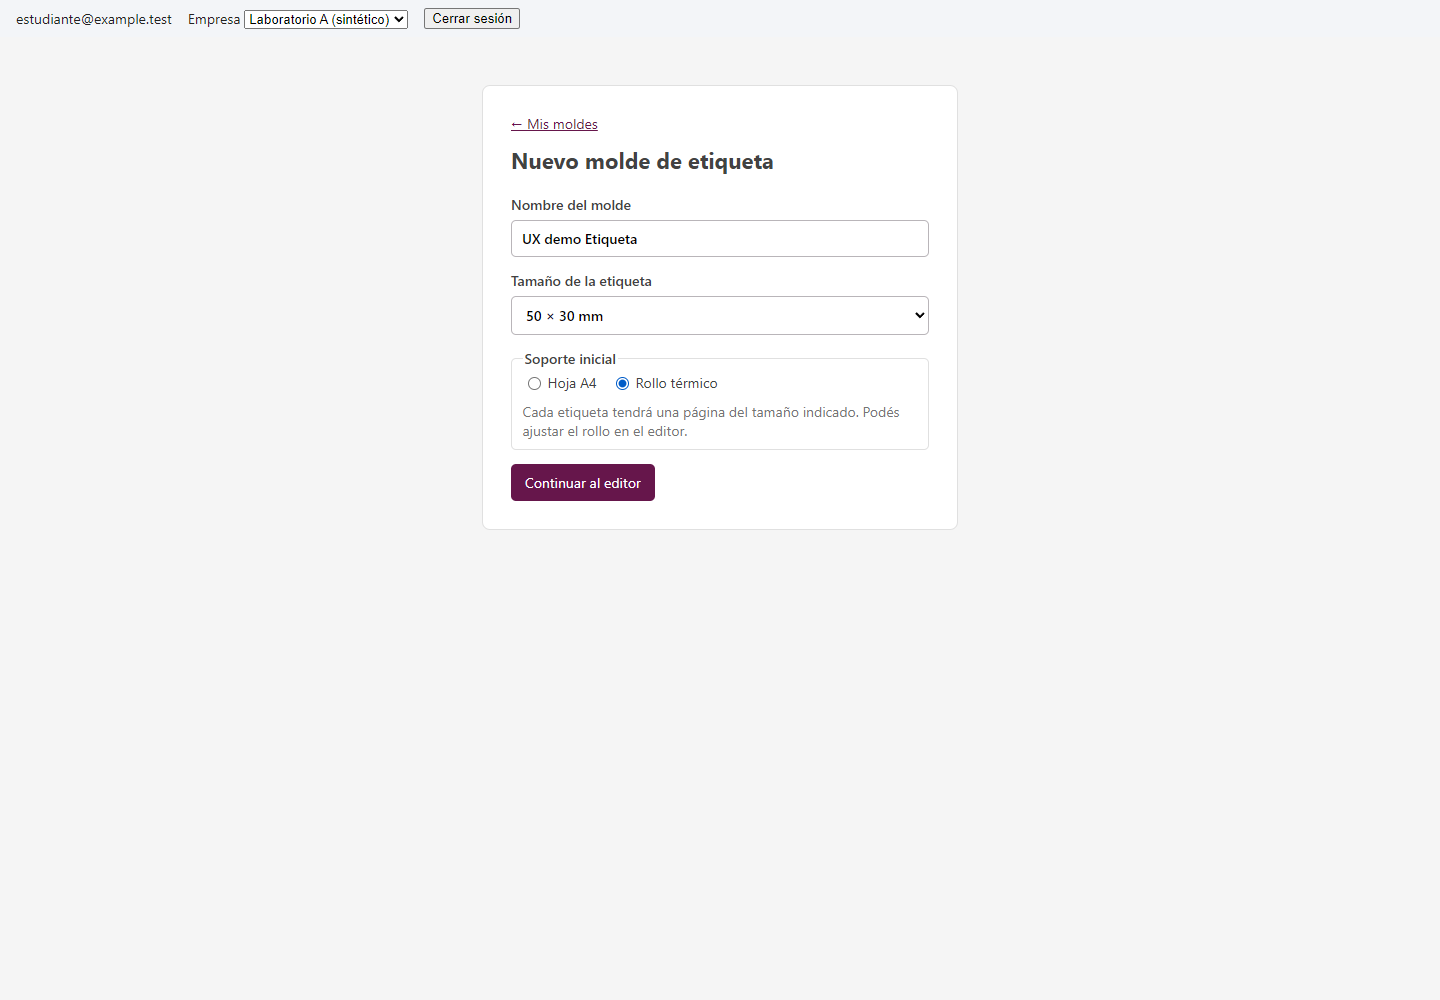 estudiante@example.test Empresa Laboratorio A (sintético) Cerrar sesión
← Mis moldes
Nuevo molde de etiqueta
Nombre del molde
UX demo Etiqueta
Tamaño de la etiqueta
50 × 30 mm
Soporte inicial
Hoja A4 Rollo térmico
Cada etiqueta tendrá una página del tamaño indicado. Podés
ajustar el rollo en el editor.
Continuar al editor